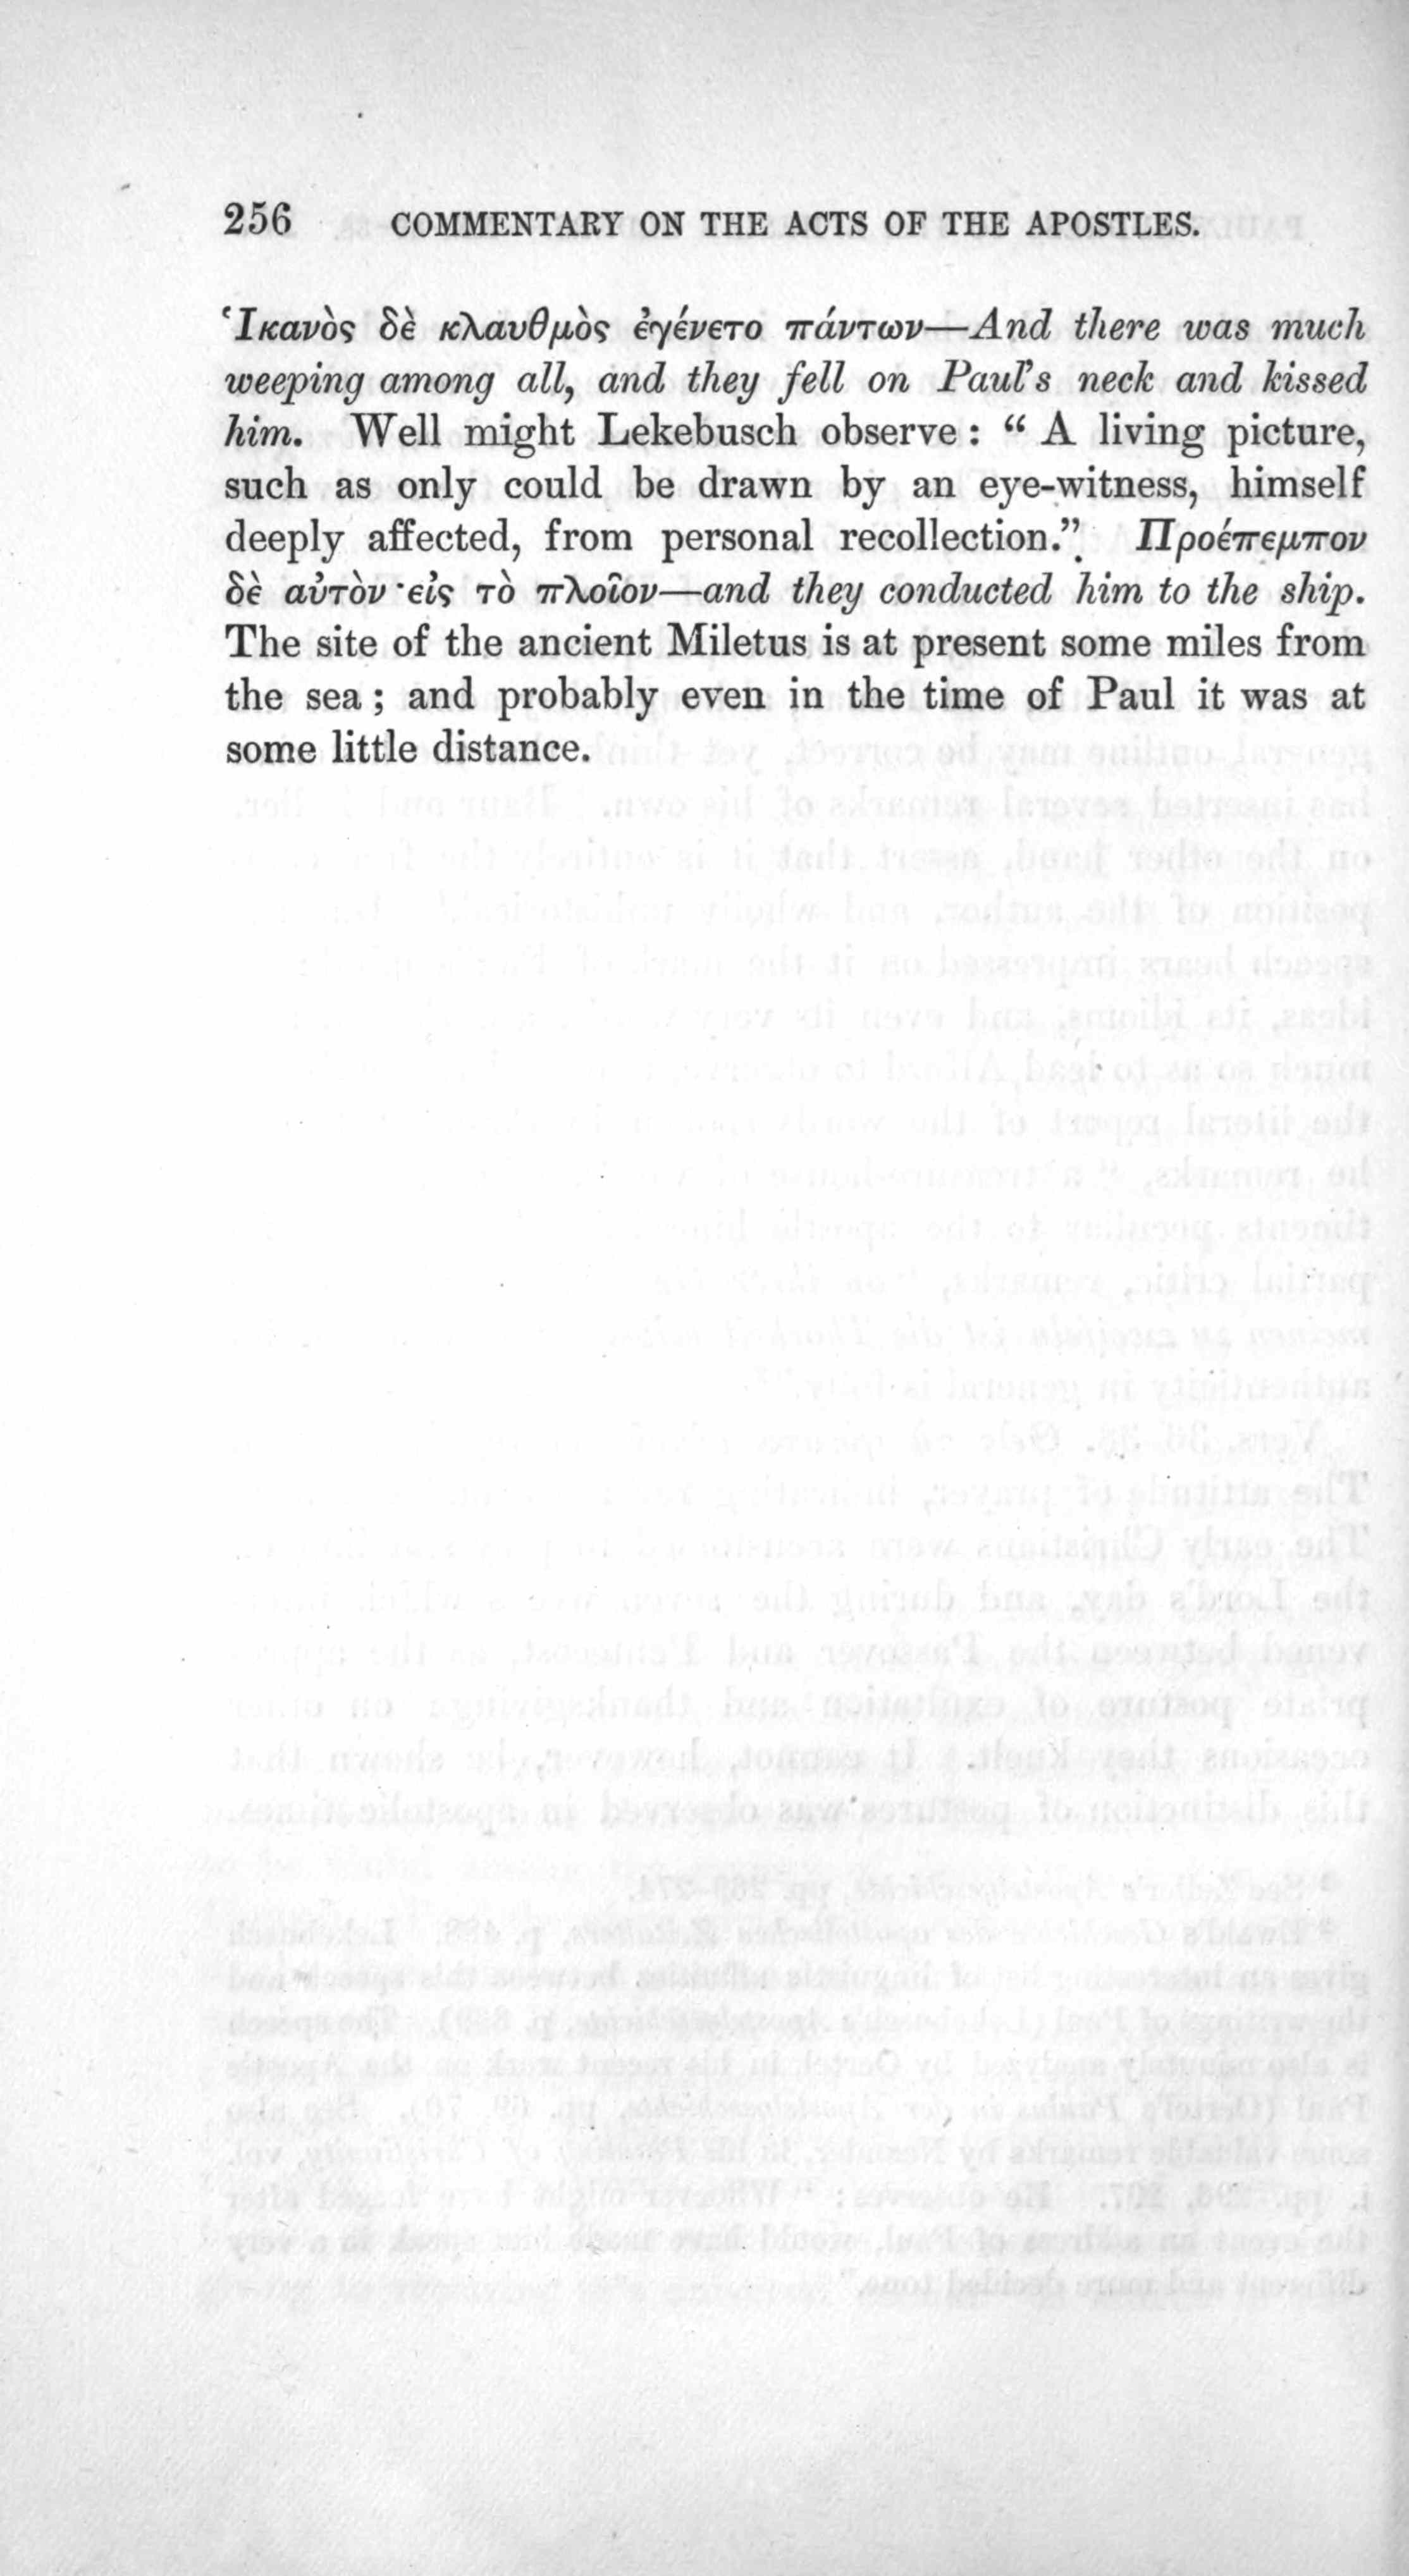 256 COMMENTARY ON THE ACTS OF THE APOSTLES.
Ἱκανὸς δὲ κλαυθμὸς ἐγένετο πάντων—And there was much
weeping among all, and they fell on Paul's neck and kissed
him. Well might Lekebusch observe: “A living picture,
such as only could be drawn by an eye-witness, himself
deeply affected, from personal recollection.” Προέπεμπον
δὲ αὐτὸν εἰς τὸ πλοῖον—and they conducted him to the ship.
The site of the ancient Miletus is at present some miles from
the sea; and probably even in the time of Paul it was at
some little distance.